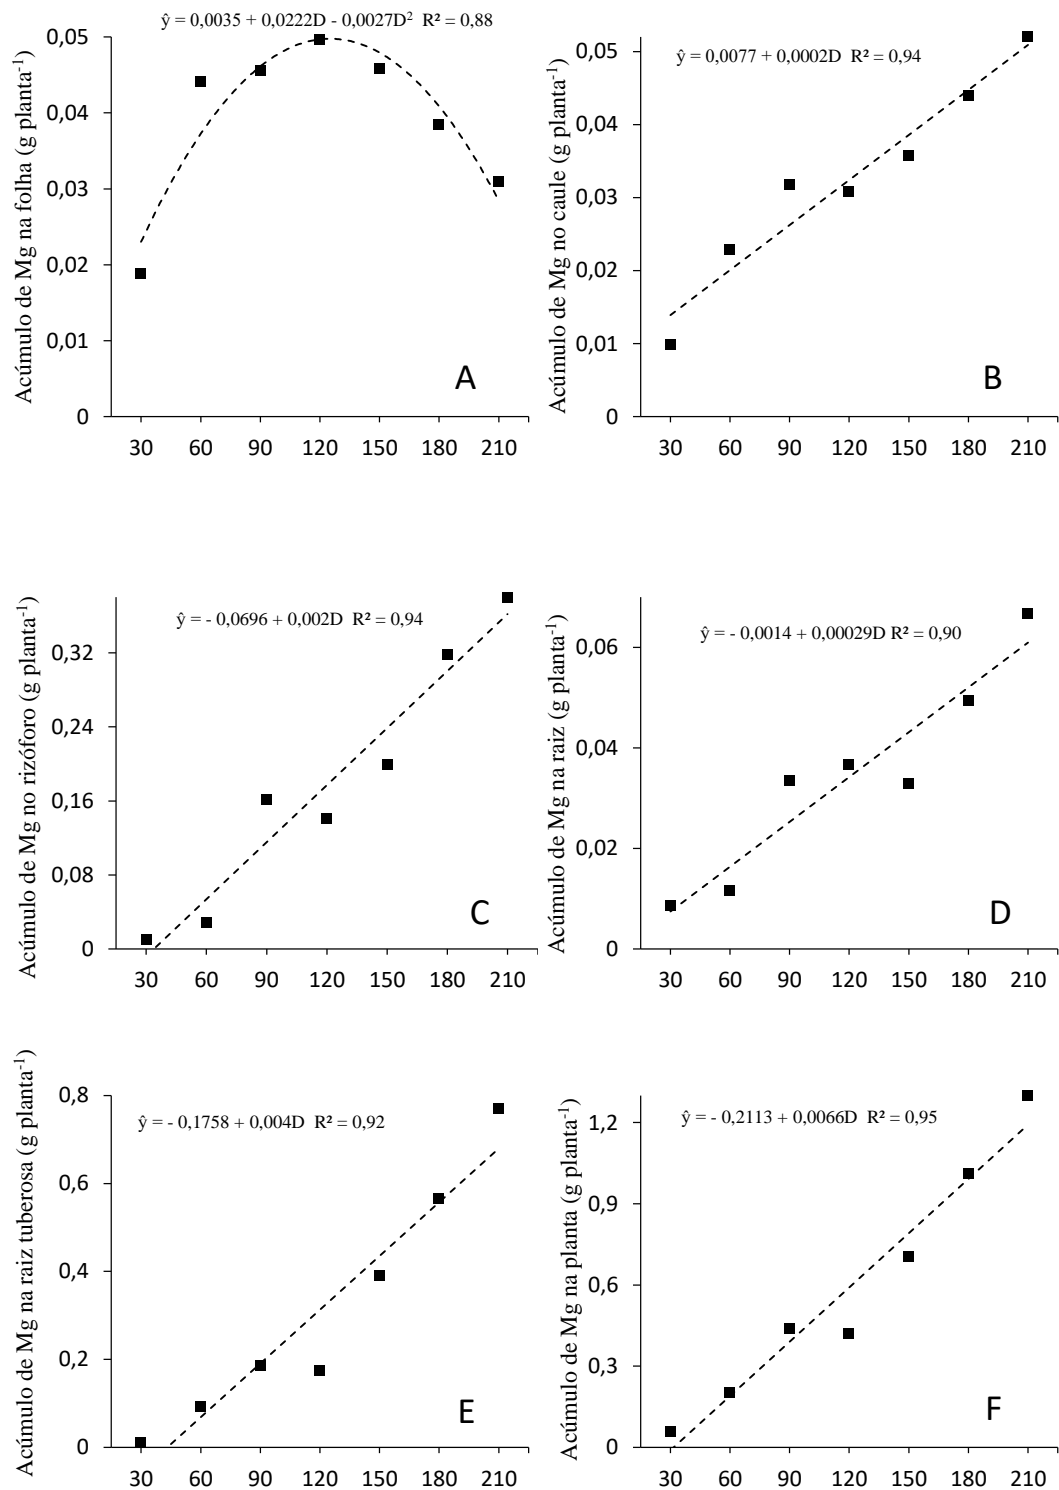 ŷ = 0,0035 + 0,0222D - 0,0027D² R² = 0,88
Acúmulo de Mg na folha (g planta⁻¹)
0,05
0,04
0,03
0,02
0,01
0
30 60 90 120 150 180 210
A
ŷ = 0,0077 + 0,0002D R² = 0,94
Acúmulo de Mg no caule (g planta⁻¹)
0,05
0,04
0,03
0,02
0,01
0
30 60 90 120 150 180 210
B
ŷ = - 0,0696 + 0,002D R² = 0,94
Acúmulo de Mg no rizóforo (g planta⁻¹)
0,32
0,24
0,16
0,08
0
30 60 90 120 150 180 210
C
ŷ = - 0,0014 + 0,00029D R² = 0,90
Acúmulo de Mg na raiz (g planta⁻¹)
0,06
0,04
0,02
0
30 60 90 120 150 180 210
D
ŷ = - 0,1758 + 0,004D R² = 0,92
Acúmulo de Mg na raiz tuberosa (g planta⁻¹)
0,8
0,6
0,4
0,2
0
30 60 90 120 150 180 210
E
ŷ = - 0,2113 + 0,0066D R² = 0,95
Acúmulo de Mg na planta (g planta⁻¹)
1,2
0,9
0,6
0,3
0
30 60 90 120 150 180 210
F